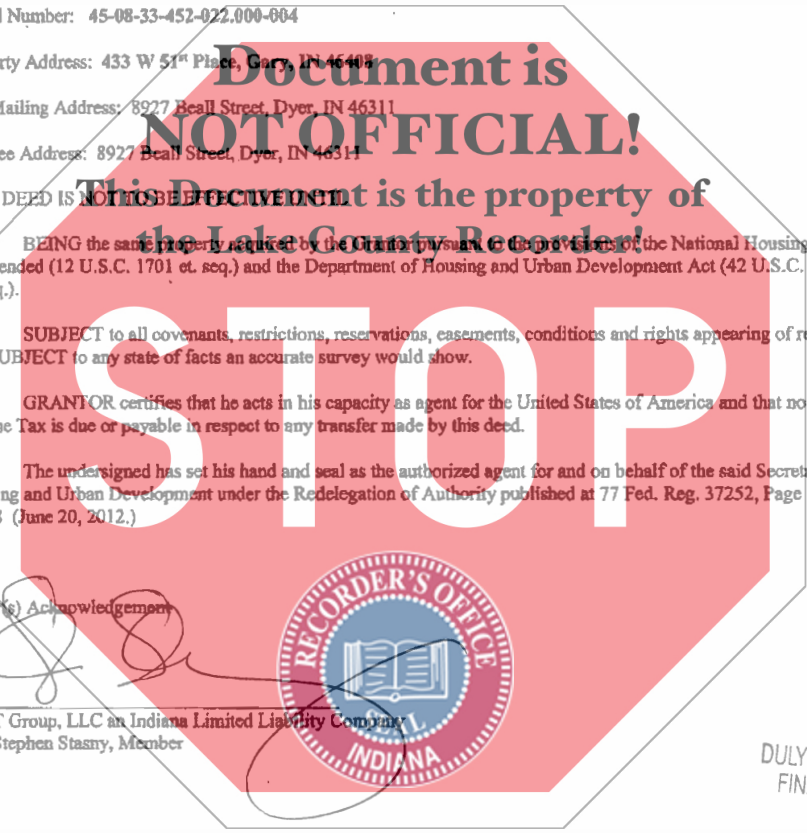 l Number: 45-08-33-452-022.000-004
rty Address: 433 W 51st Place, Gary, IN 46408
Document is
Mailing Address: 8927 Beall Street, Dyer, IN 46311
NOT OFFICIAL!
ee Address: 8927 Beall Street, Dyer, IN 46311
This Document is the property of
DEED IS NOT TO BE EFFECTIVE UNTIL
the Lake County Recorder!
BEING the same property acquired by the Grantor pursuant to the provisions of the National Housing
ended (12 U.S.C. 1701 et. seq.) and the Department of Housing and Urban Development Act (42 U.S.C.
q.).
STOP
SUBJECT to all covenants, restrictions, reservations, easements, conditions and rights appearing of re
UBJECT to any state of facts an accurate survey would show.
GRANTOR certifies that he acts in his capacity as agent for the United States of America and that no
e Tax is due or payable in respect to any transfer made by this deed.
The undersigned has set his hand and seal as the authorized agent for and on behalf of the said Secret
ng and Urban Development under the Redelegation of Authority published at 77 Fed. Reg. 37252, Page
(June 20, 2012.)
(s) Acknowledgement
RECORDER'S OFFICE
SEAL
INDIANA
T Group, LLC an Indiana Limited Liability Company
Stephen Stasny, Member
DULY
FIN